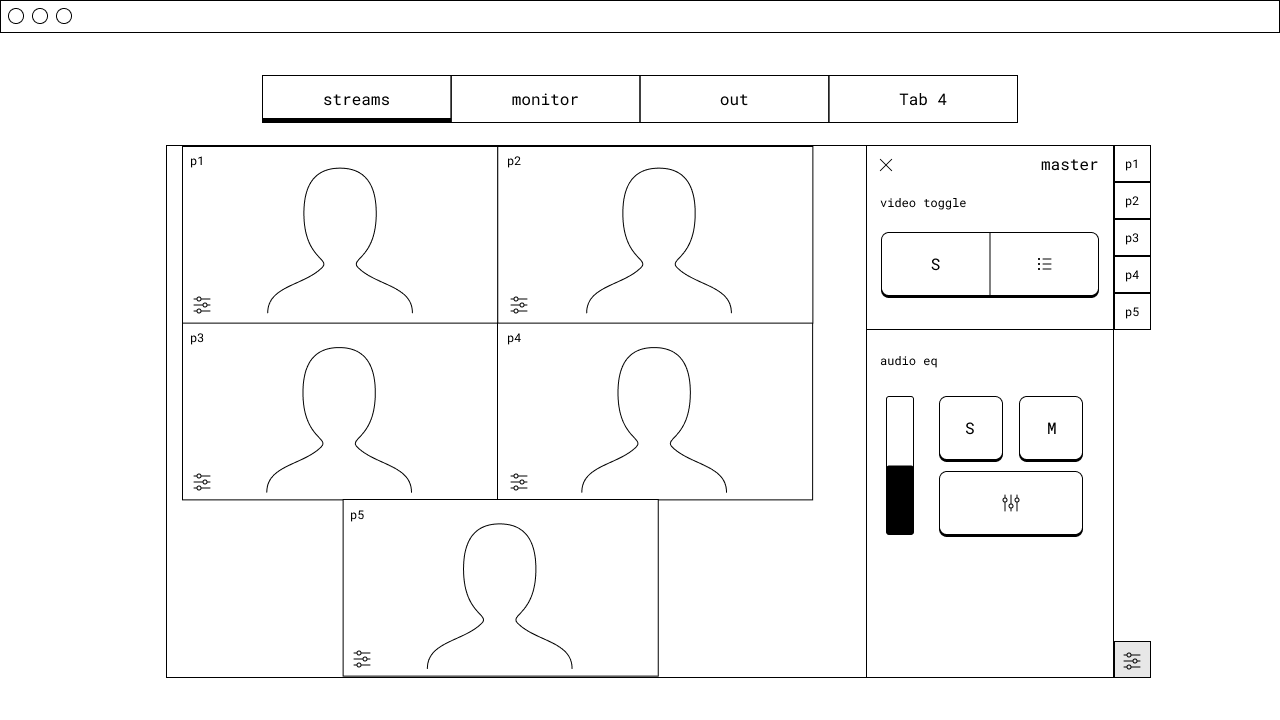 streams
monitor
out
Tab 4
p1
p2
p3
p4
p5
master
video toggle
S
audio eq
S
M
p1
p2
p3
p4
p5